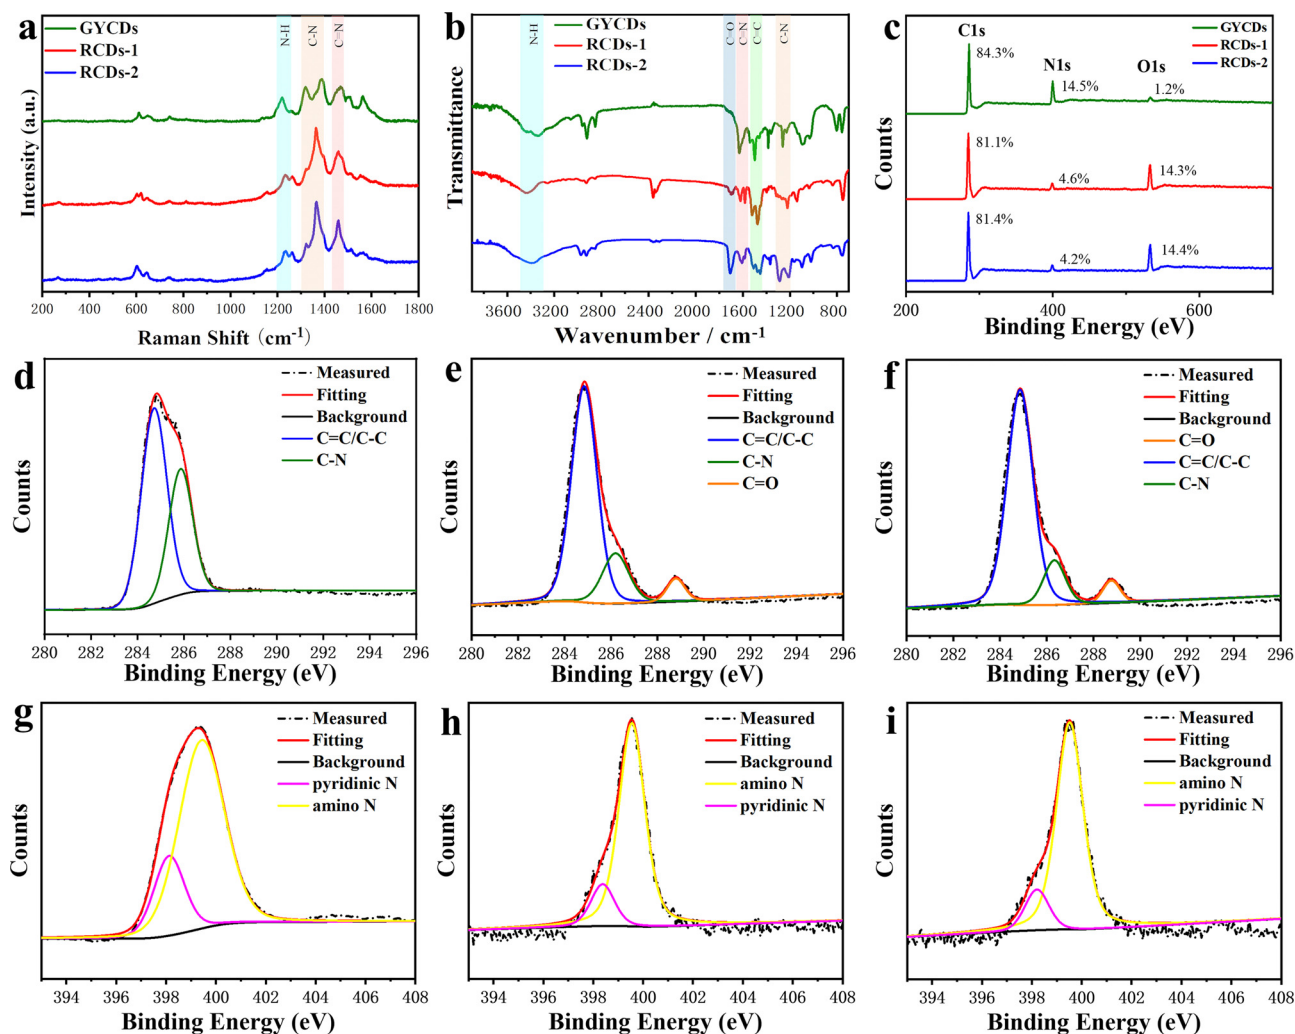 a
GYCDs
RCDs-1
RCDs-2
N-H
C-N
C=N
Intensity (a.u.)
200 400 600 800 1000 1200 1400 1600 1800
Raman Shift (cm-1)
b
GYCDs
RCDs-1
RCDs-2
N-H
C=O
C=N
C=C
C-N
Transmittance
3600 3200 2800 2400 2000 1600 1200 800
Wavenumber / cm-1
c
C1s
N1s
O1s
GYCDs
RCDs-1
RCDs-2
84.3%
14.5%
1.2%
81.1%
4.6%
14.3%
81.4%
4.2%
14.4%
Counts
200 400 600
Binding Energy (eV)
d
Measured
Fitting
Background
C=C/C-C
C-N
Counts
280 282 284 286 288 290 292 294 296
Binding Energy (eV)
e
Measured
Fitting
Background
C=C/C-C
C-N
C=O
Counts
280 282 284 286 288 290 292 294 296
Binding Energy (eV)
f
Measured
Fitting
Background
C=O
C=C/C-C
C-N
Counts
280 282 284 286 288 290 292 294 296
Binding Energy (eV)
g
Measured
Fitting
Background
pyridinic N
amino N
Counts
394 396 398 400 402 404 406 408
Binding Energy (eV)
h
Measured
Fitting
Background
amino N
pyridinic N
Counts
394 396 398 400 402 404 406 408
Binding Energy (eV)
i
Measured
Fitting
Background
amino N
pyridinic N
Counts
394 396 398 400 402 404 406 408
Binding Energy (eV)